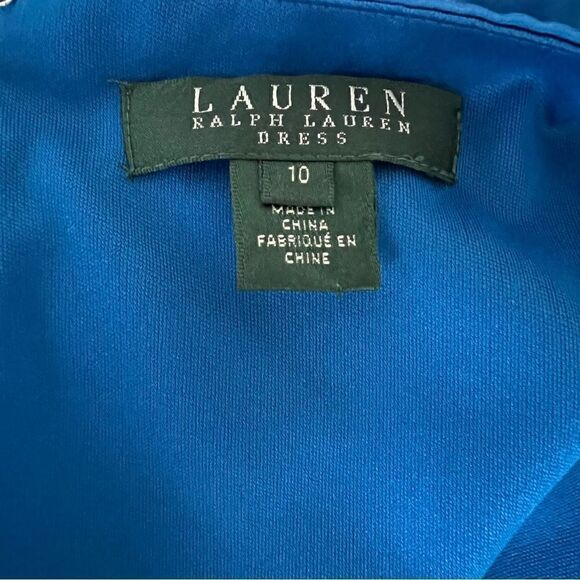 LAUREN
RALPH LAUREN
DRESS
10
MADE IN
CHINA
FABRIQUÉ EN
CHINE